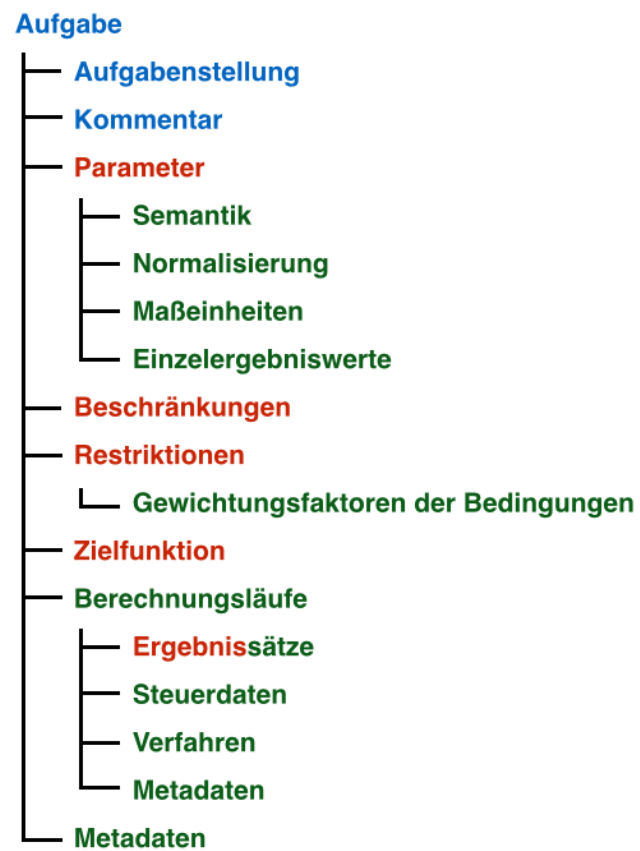 Aufgabe
Aufgabenstellung
Kommentar
Parameter
Semantik
Normalisierung
Maßeinheiten
Einzelergebniswerte
Beschränkungen
Restriktionen
Gewichtungsfaktoren der Bedingungen
Zielfunktion
Berechnungsläufe
Ergebnissätze
Steuerdaten
Verfahren
Metadaten
Metadaten